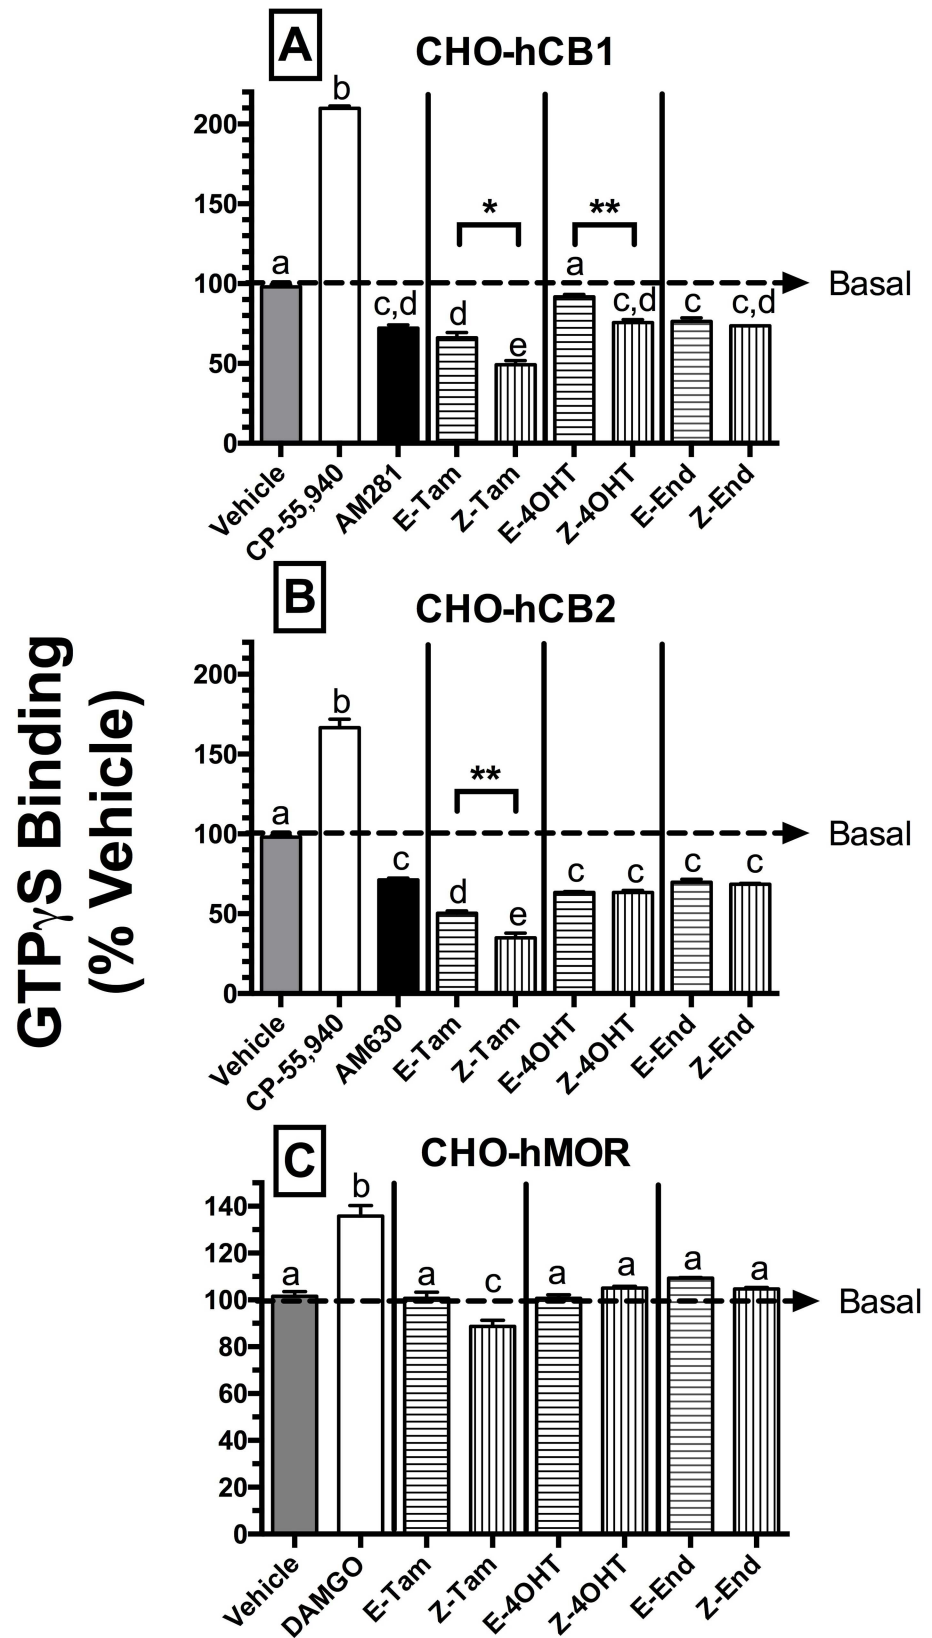 GTPγS Binding
(% Vehicle)
A
CHO-hCB1
200
150
100
50
0
b
* **
a a
Basal
c,d d e c,d c c,d
Vehicle
CP-55,940
AM281
E-Tam
Z-Tam
E-4OHT
Z-4OHT
E-End
Z-End
B
CHO-hCB2
200
150
100
50
0
b
**
a
Basal
c d e c c c c
Vehicle
CP-55,940
AM630
E-Tam
Z-Tam
E-4OHT
Z-4OHT
E-End
Z-End
C
CHO-hMOR
140
120
100
80
60
40
20
0
a b a c a a a a
Basal
Vehicle
DAMGO
E-Tam
Z-Tam
E-4OHT
Z-4OHT
E-End
Z-End